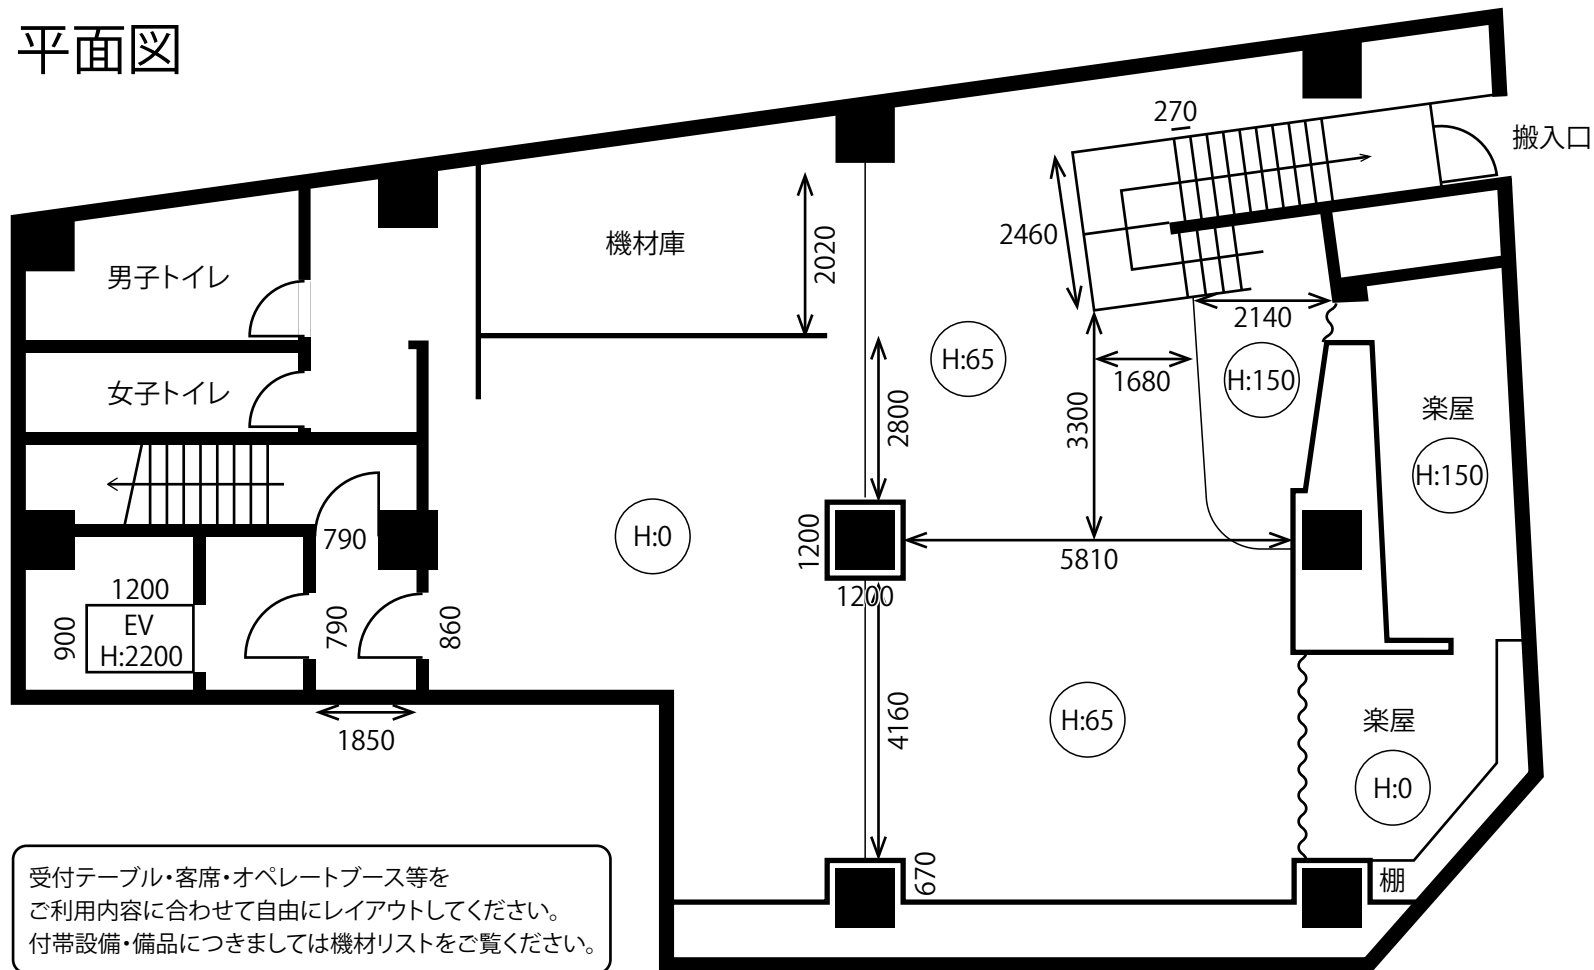 平面図
270
搬入口
機材庫
2020
2460
男子トイレ
2140
H:65
1680
H:150
女子トイレ
2800
3300
楽屋
H:150
790
H:0
1200
5810
1200
1200
EV
H:2200
900
790
860
1850
4160
H:65
楽屋
H:0
670
棚
受付テーブル・客席・オペレートブース等を
ご利用内容に合わせて自由にレイアウトしてください。
付帯設備・備品につきましては機材リストをご覧ください。